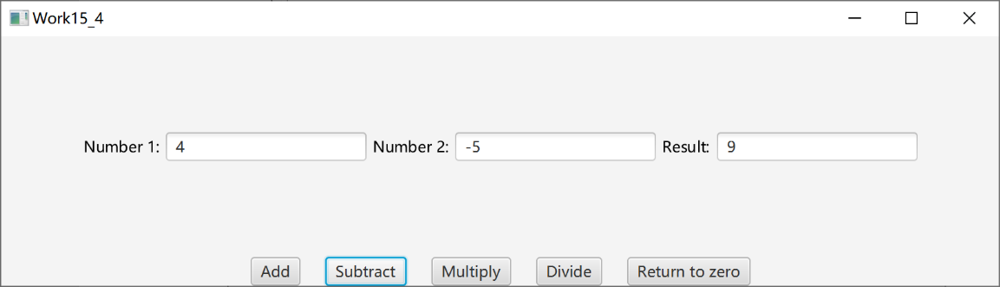 Work15_4
Number 1: 4 Number 2: -5 Result: 9
Add Subtract Multiply Divide Return to zero